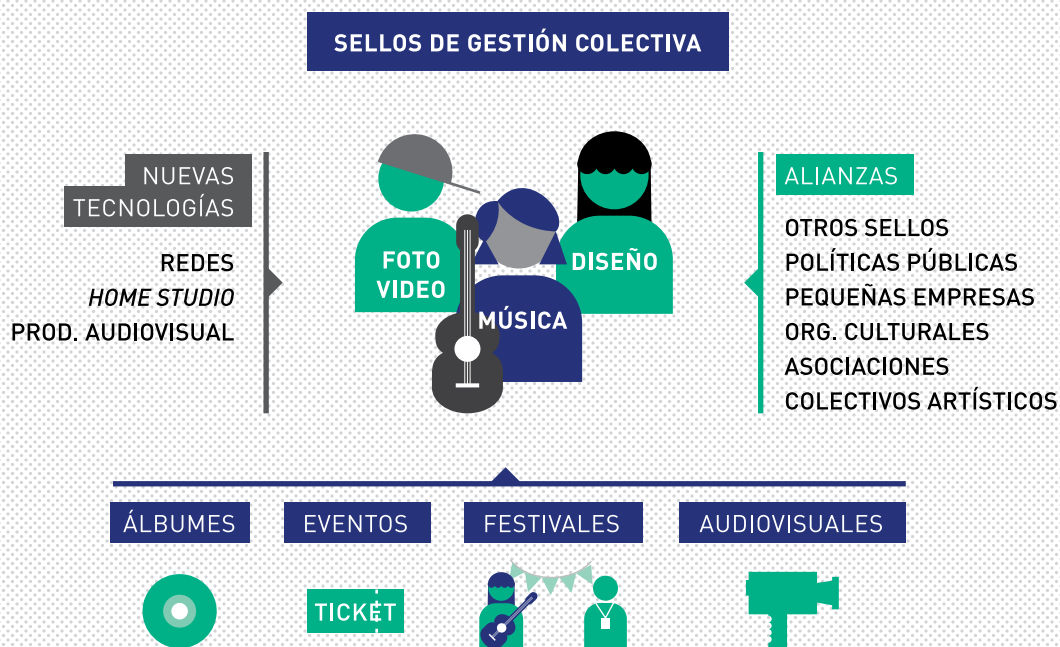 SELLOS DE GESTIÓN COLECTIVA
NUEVAS
TECNOLOGÍAS
REDES
HOME STUDIO
PROD. AUDIOVISUAL
FOTO
VIDEO
MÚSICA
DISEÑO
ALIANZAS
OTROS SELLOS
POLÍTICAS PÚBLICAS
PEQUEÑAS EMPRESAS
ORG. CULTURALES
ASOCIACIONES
COLECTIVOS ARTÍSTICOS
ÁLBUMES
EVENTOS
FESTIVALES
AUDIOVISUALES
TICKET